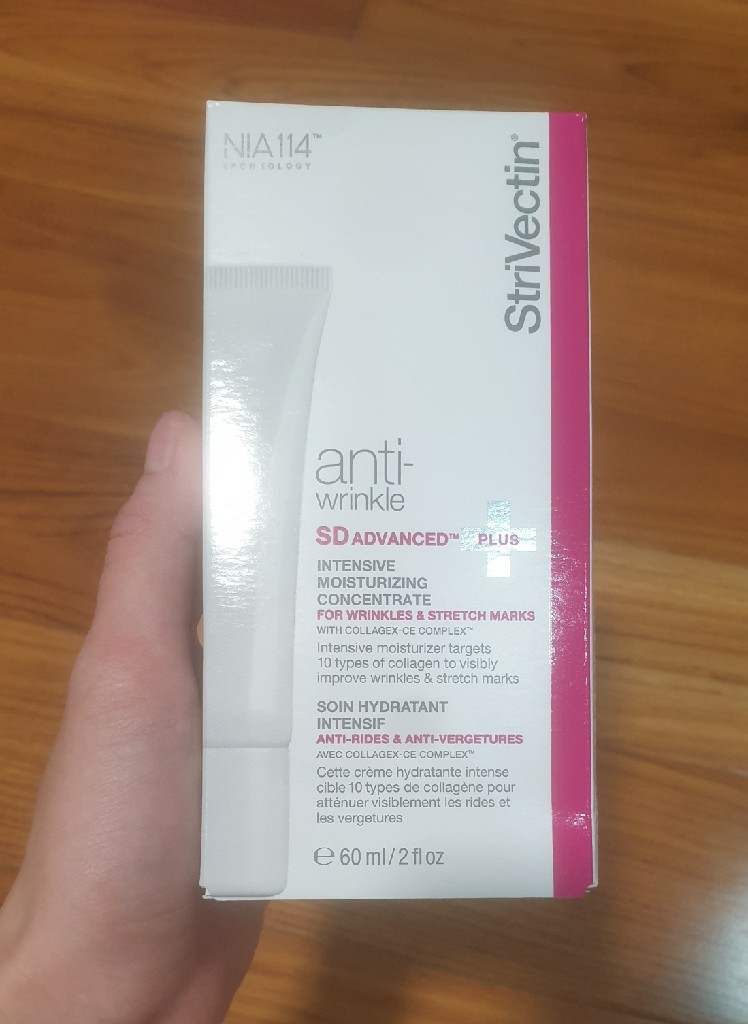 NIA114™
TECHNOLOGY
StriVectin®
anti-
wrinkle
SD ADVANCED™ PLUS
INTENSIVE
MOISTURIZING
CONCENTRATE
FOR WRINKLES & STRETCH MARKS
WITH COLLAGEX-CE COMPLEX™
Intensive moisturizer targets
10 types of collagen to visibly
improve wrinkles & stretch marks
SOIN HYDRATANT
INTENSIF
ANTI-RIDES & ANTI-VERGETURES
AVEC COLLAGEX-CE COMPLEX™
Cette crème hydratante intense
cible 10 types de collagène pour
atténuer visiblement les rides et
les vergetures
℮ 60 ml/2 fl oz